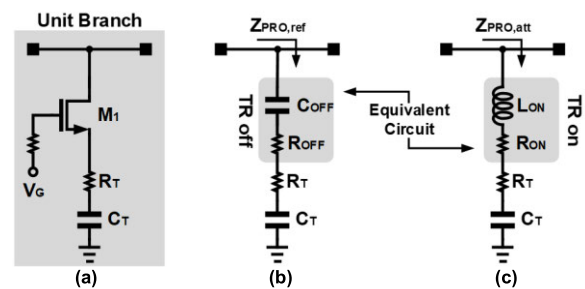 Unit Branch
M1
RT
VG
CT
(a)
ZPRO,ref
TR off
COFF
ROFF
RT
CT
(b)
Equivalent
Circuit
ZPRO,att
LON
RON
TR on
RT
CT
(c)